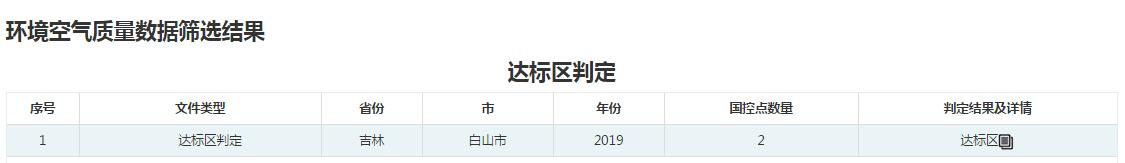 环境空气质量数据筛选结果
达标区判定
序号 文件类型 省份 市 年份 国控点数量 判定结果及详情
1 达标区判定 吉林 白山市 2019 2 达标区